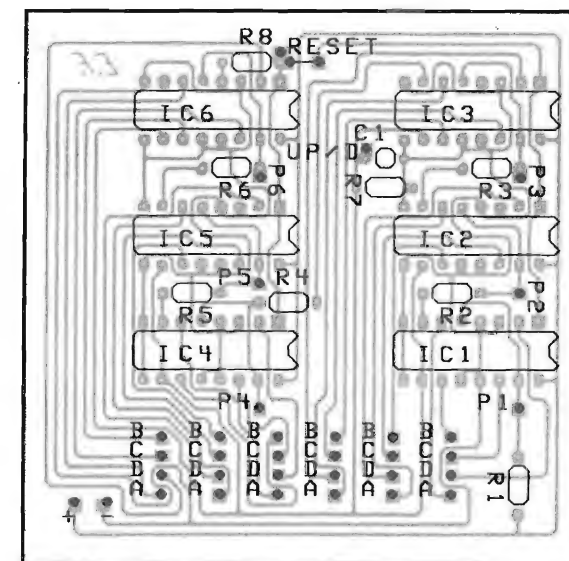 R8 RESET
IC6 IC3
UP/D C1
R6 P6 R7 R3 P3
IC5 IC2
P5 R4
R5 R2 P2
IC4 IC1
P4 P1
B B B B B B
C C C C C C
D D D D D D
A A A A A A
R1
+ -